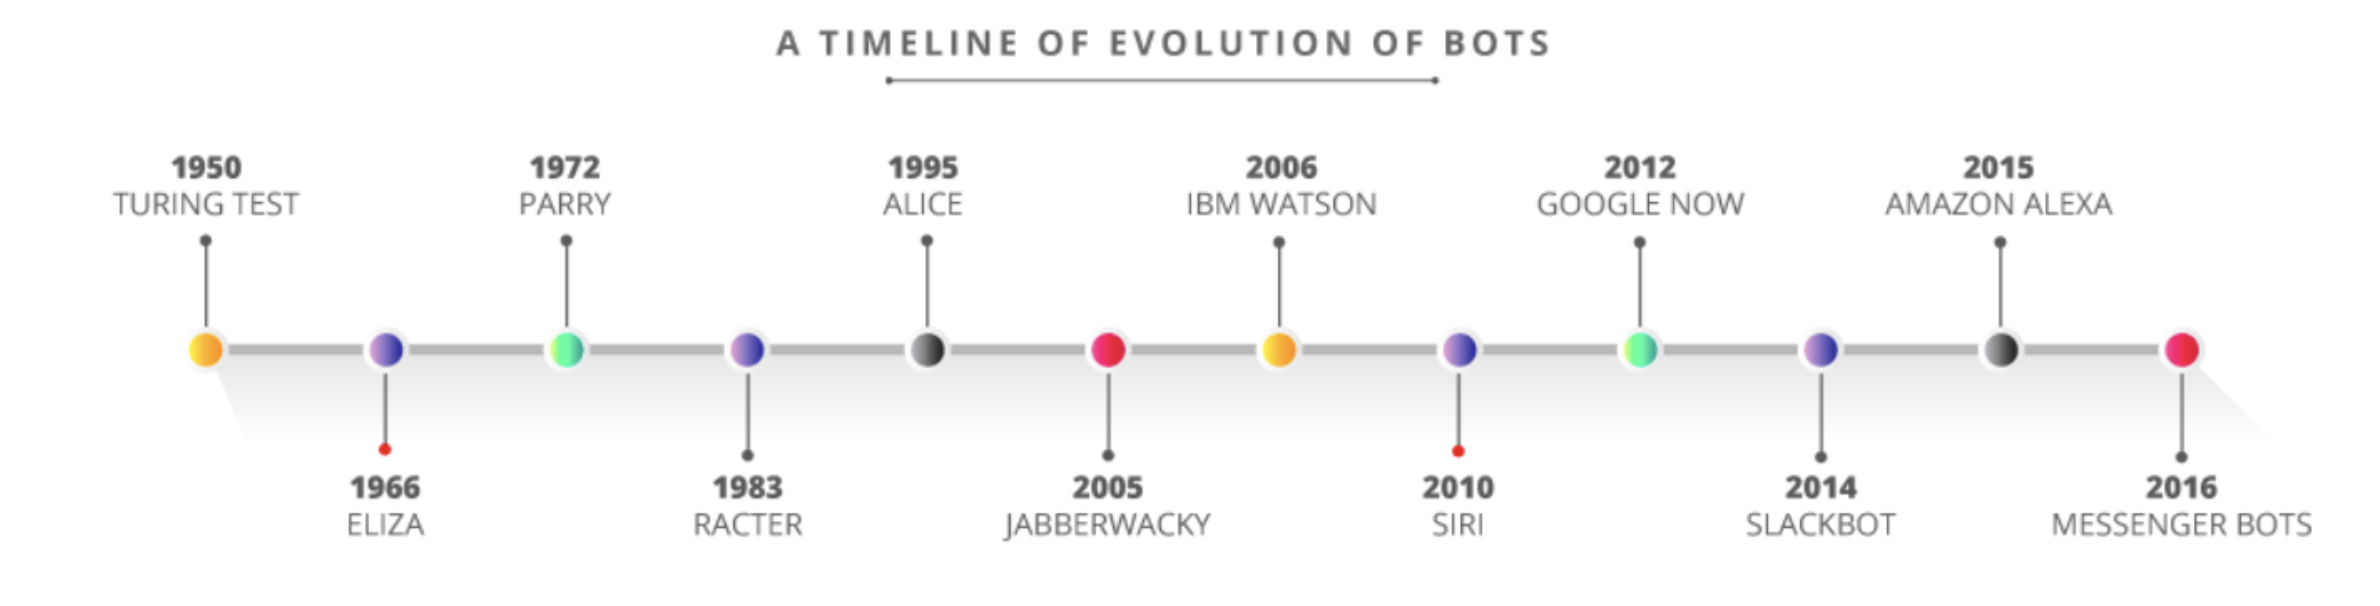 A TIMELINE OF EVOLUTION OF BOTS
1950
TURING TEST
1966
ELIZA
1972
PARRY
1983
RACTER
1995
ALICE
2005
JABBERWACKY
2006
IBM WATSON
2010
SIRI
2012
GOOGLE NOW
2014
SLACKBOT
2015
AMAZON ALEXA
2016
MESSENGER BOTS